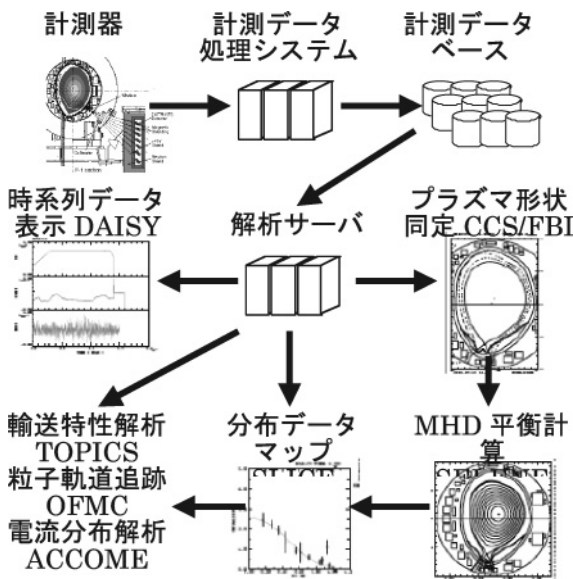 計測器
計測データ
処理システム
計測データ
ベース
時系列データ
表示 DAISY
解析サーバ
プラズマ形状
同定 CCS/FBI
輸送特性解析
TOPICS
粒子軌道追跡
OFMC
電流分布解析
ACCOME
分布データ
マップ
MHD 平衡計
算